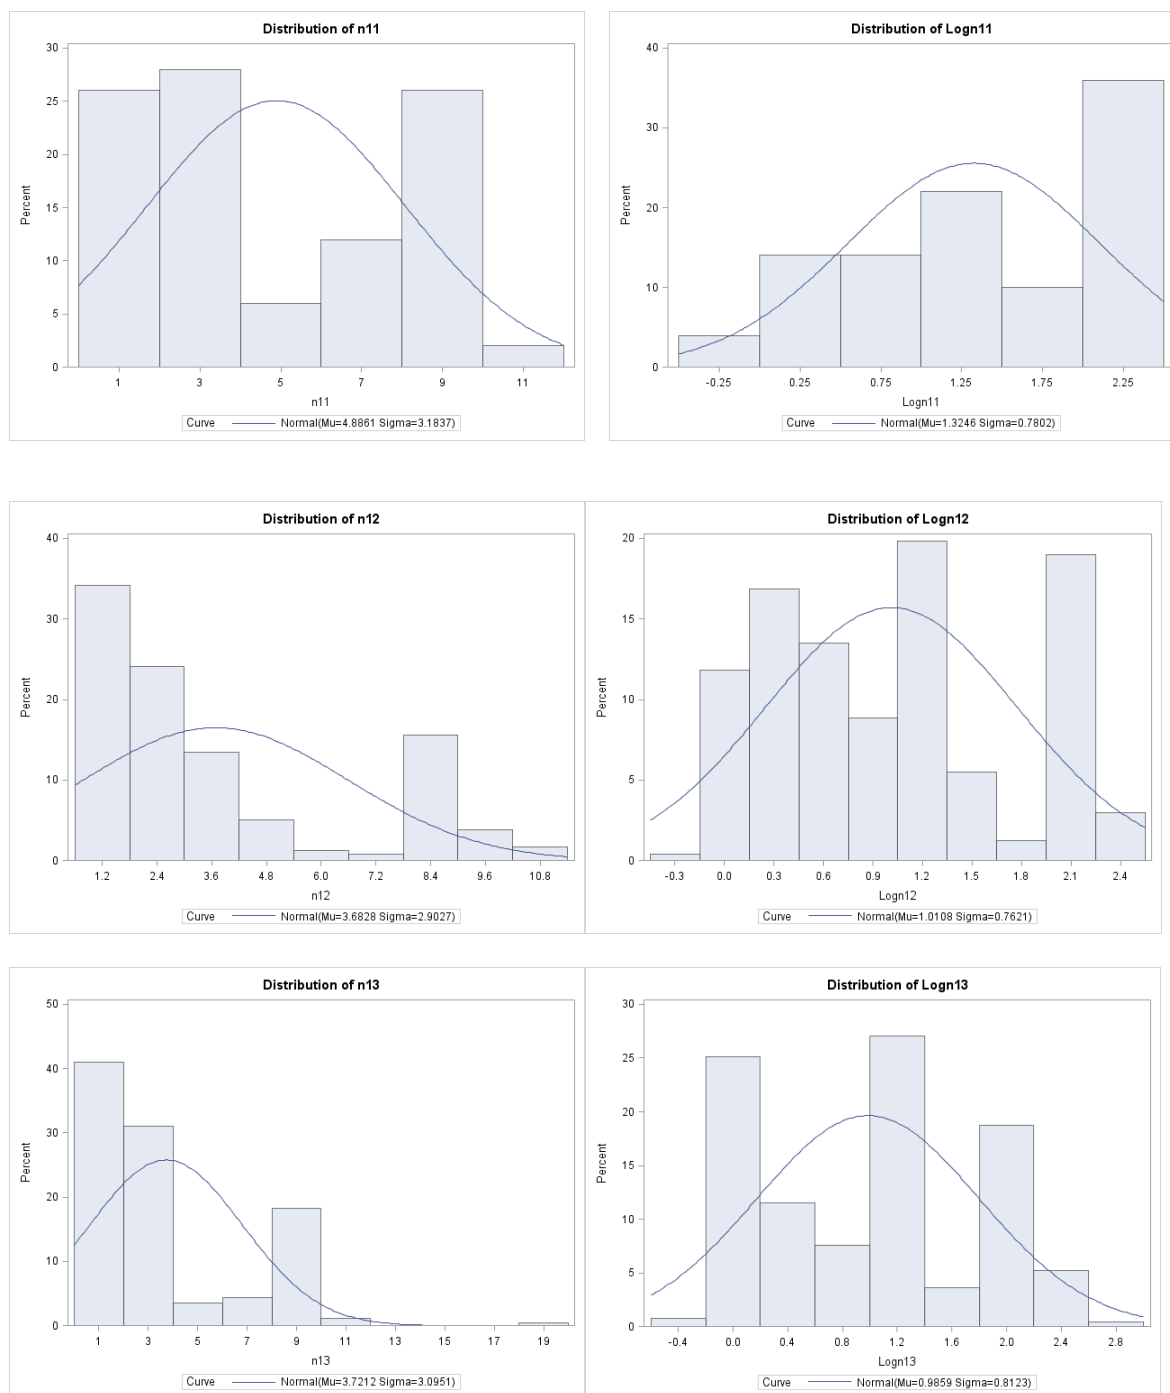 Distribution of n11
30
25
20
15
10
5
0
Percent
1 3 5 7 9 11
n11
Curve Normal(Mu=4.8861 Sigma=3.1837)
Distribution of Logn11
40
30
20
10
0
Percent
-0.25 0.25 0.75 1.25 1.75 2.25
Logn11
Curve Normal(Mu=1.3246 Sigma=0.7802)
Distribution of n12
40
30
20
10
0
Percent
1.2 2.4 3.6 4.8 6.0 7.2 8.4 9.6 10.8
n12
Curve Normal(Mu=3.6828 Sigma=2.9027)
Distribution of Logn12
20
15
10
5
0
Percent
-0.3 0.0 0.3 0.6 0.9 1.2 1.5 1.8 2.1 2.4
Logn12
Curve Normal(Mu=1.0108 Sigma=0.7621)
Distribution of n13
50
40
30
20
10
0
Percent
1 3 5 7 9 11 13 15 17 19
n13
Curve Normal(Mu=3.7212 Sigma=3.0951)
Distribution of Logn13
30
25
20
15
10
5
0
Percent
-0.4 0.0 0.4 0.8 1.2 1.6 2.0 2.4 2.8
Logn13
Curve Normal(Mu=0.9859 Sigma=0.8123)